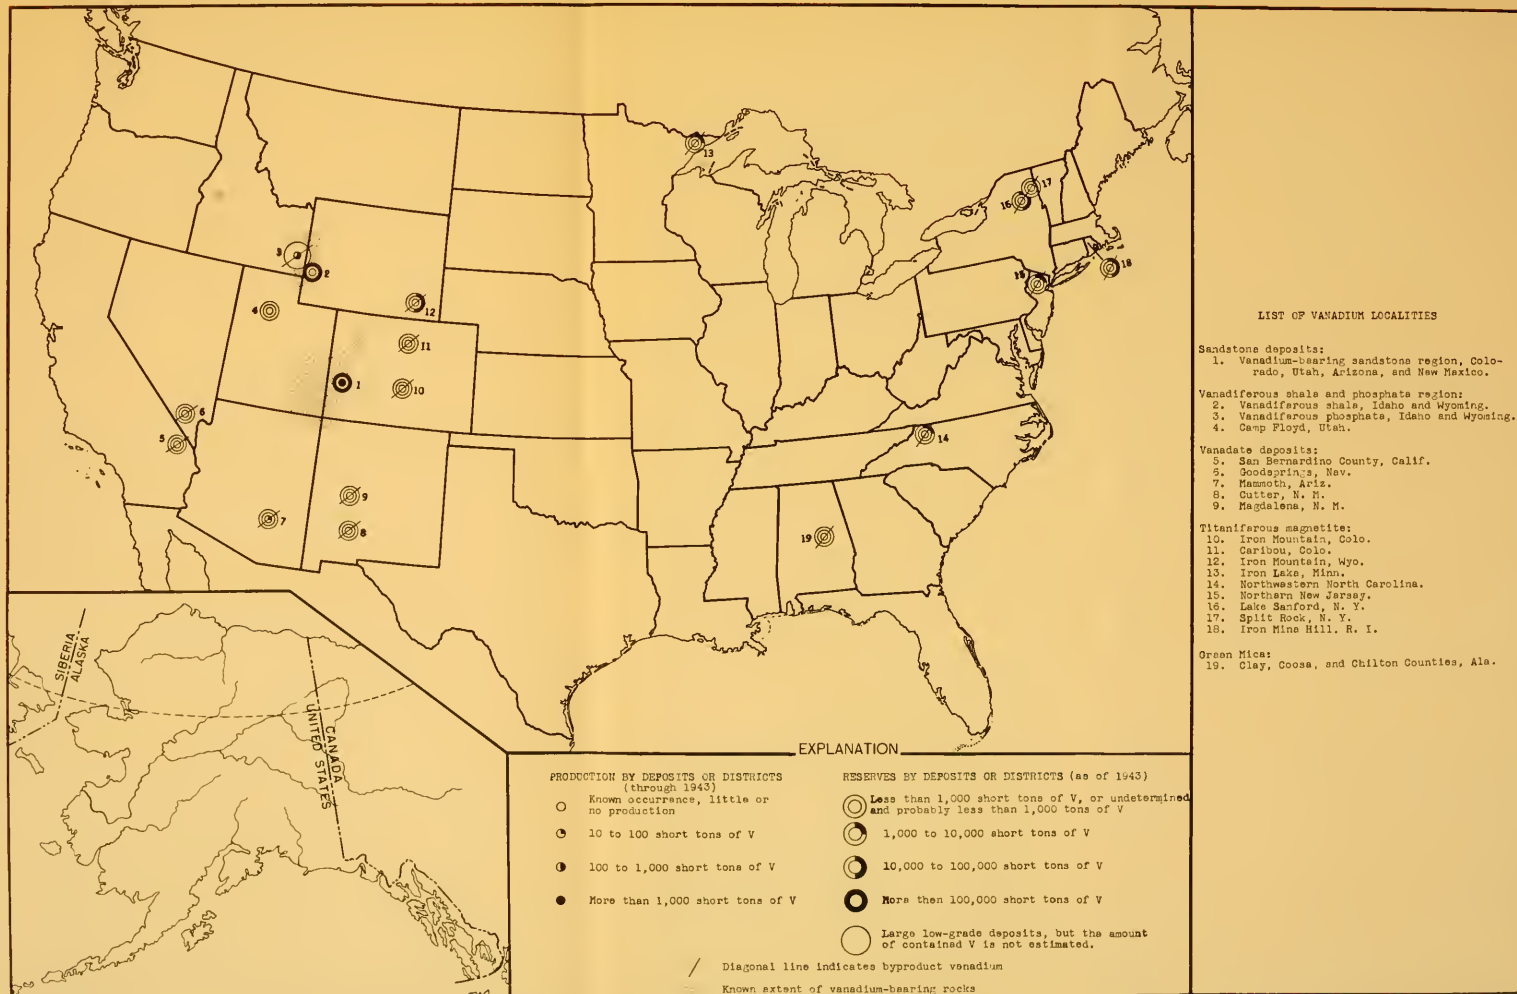 3
2
4
12
11
1
10
6
5
9
7
8
13
17
16
18
15
14
19
SIBERIA
ALASKA
CANADA
UNITED STATES
EXPLANATION
PRODUCTION BY DEPOSITS OR DISTRICTS
(through 1943)
Known occurrence, little or
no production
10 to 100 short tons of V
100 to 1,000 short tons of V
More than 1,000 short tons of V
RESERVES BY DEPOSITS OR DISTRICTS (as of 1943)
Less than 1,000 short tons of V, or undetermined
and probably less than 1,000 tons of V
1,000 to 10,000 short tons of V
10,000 to 100,000 short tons of V
More then 100,000 short tons of V
Large low-grade deposits, but the amount
of contained V is not estimated.
Diagonal line indicates byproduct vanadium
Known extent of vanadium-bearing rocks
LIST OF VANADIUM LOCALITIES
Sandstone deposits:
1. Vanadium-bearing sandstone region, Colo-
rado, Utah, Arizona, and New Mexico.
Vanadiferous shale and phosphate region:
2. Vanadiferous shale, Idaho and Wyoming.
3. Vanadiferous phosphate, Idaho and Wyoming.
4. Camp Floyd, Utah.
Vanadate deposits:
5. San Bernardino County, Calif.
6. Goodsprings, Nev.
7. Mammoth, Ariz.
8. Cutter, N. M.
9. Magdalena, N. M.
Titaniferous magnetite:
10. Iron Mountain, Colo.
11. Caribou, Colo.
12. Iron Mountain, Wyo.
13. Iron Lake, Minn.
14. Northwestern North Carolina.
15. Northern New Jersey.
16. Lake Sanford, N. Y.
17. Split Rock, N. Y.
18. Iron Mine Hill, R. I.
Green Mica:
19. Clay, Coosa, and Chilton Counties, Ala.